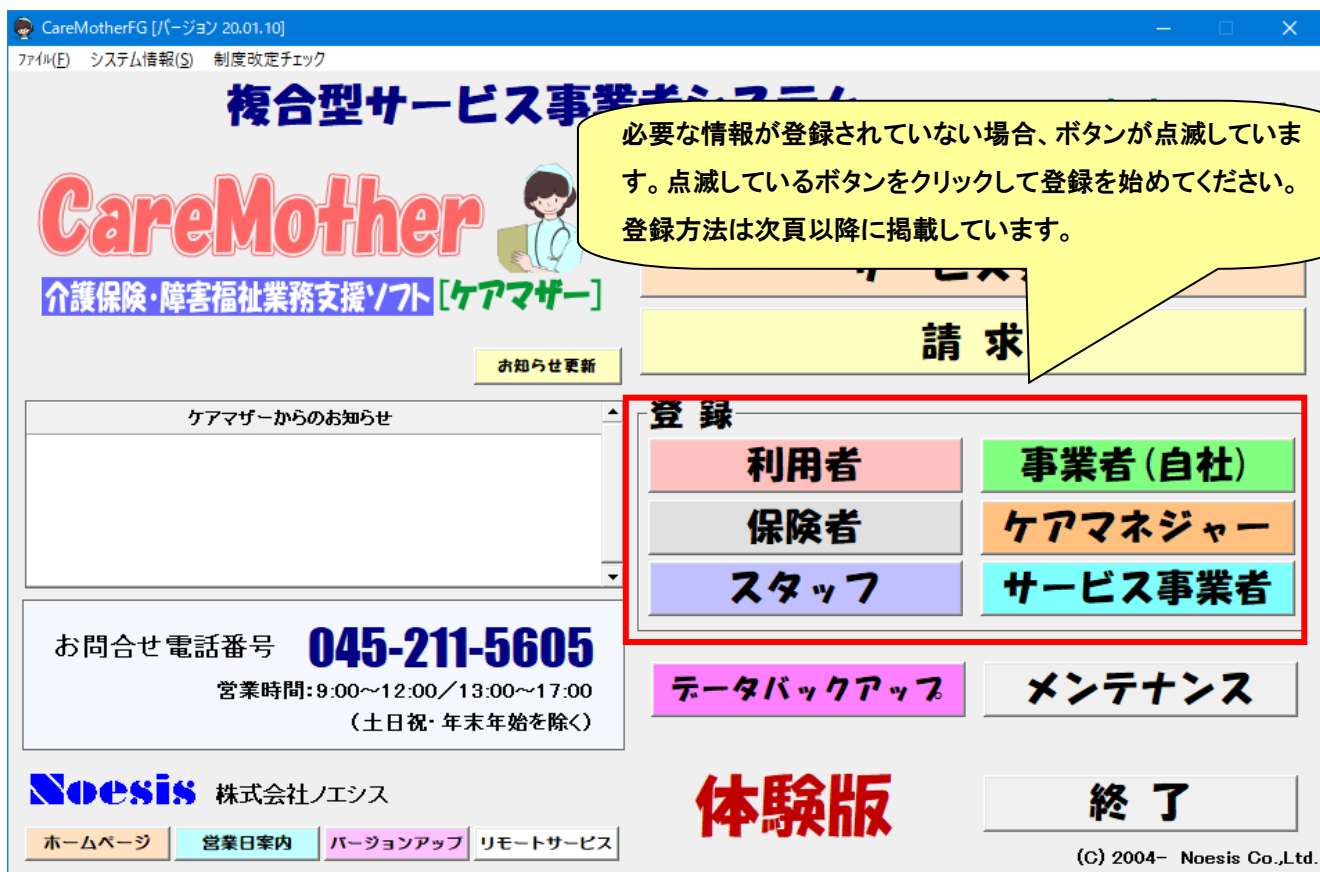 CareMotherFG [バージョン 20.01.10]
ファイル(F) システム情報(S) 制度改定チェック
複合型サービス事業
必要な情報が登録されていない場合、ボタンが点滅していま
す。点滅しているボタンをクリックして登録を始めてください。
登録方法は次頁以降に掲載しています。
CareMother
介護保険・障害福祉業務支援ソフト [ケアマザー]
請 求
お知らせ更新
ケアマザーからのお知らせ
登 録
利用者
事業者(自社)
保険者
ケアマネジャー
スタッフ
サービス事業者
お問合せ電話番号 045-211-5605
営業時間:9:00~12:00/13:00~17:00
(土日祝・年末年始を除く)
データバックアップ
メンテナンス
Noesis 株式会社ノエシス
体験版
終 了
ホームページ
営業日案内
バージョンアップ
リモートサービス
(C) 2004- Noesis Co.,Ltd.